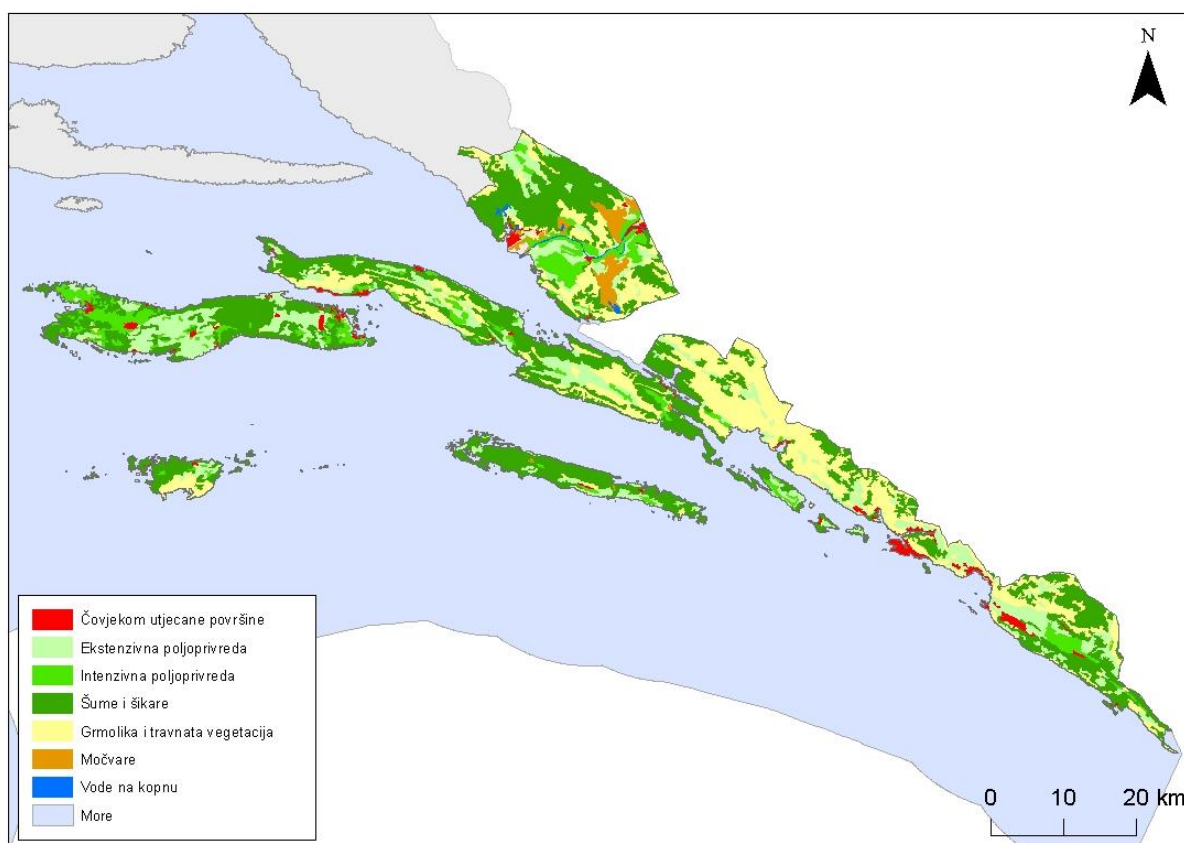 N
Čovjekom utjecane površine
Ekstenzivna poljoprivreda
Intenzivna poljoprivreda
Šume i šikare
Grmolika i travnata vegetacija
Močvare
Vode na kopnu
More
0 10 20 km